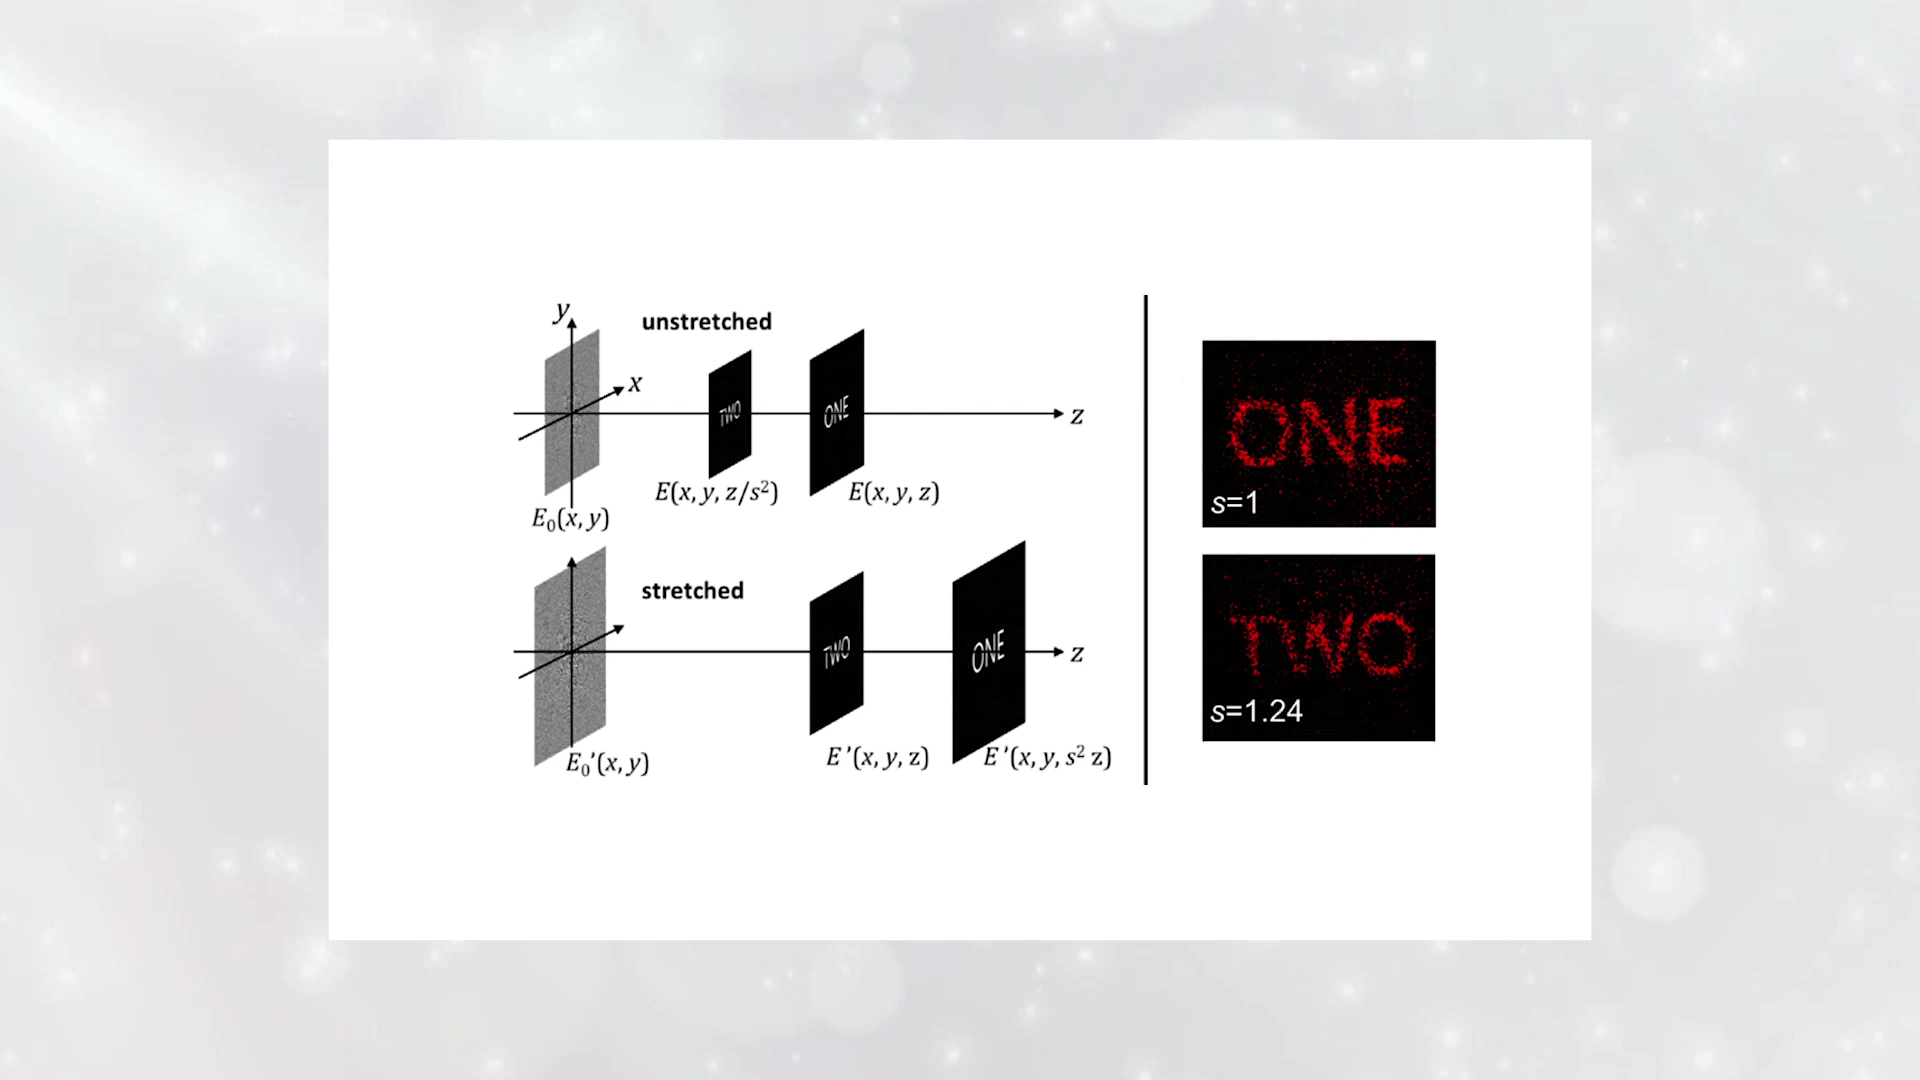 y
unstretched
x
z
TWO
ONE
E(x, y, z/s²)
E(x, y, z)
E₀(x, y)
stretched
z
TWO
ONE
E₀’(x, y)
E’(x, y, z)
E’(x, y, s² z)
ONE
s=1
TWO
s=1.24